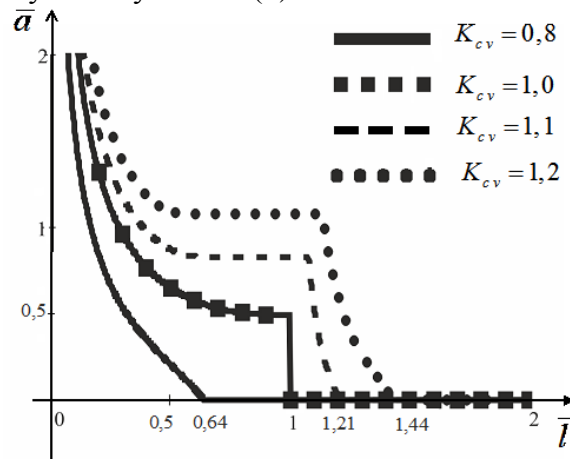 ā
K_cv = 0,8
2
K_cv = 1,0
K_cv = 1,1
K_cv = 1,2
1
0,5
0
0,5
0,64
1
1,21
1,44
2
l̄